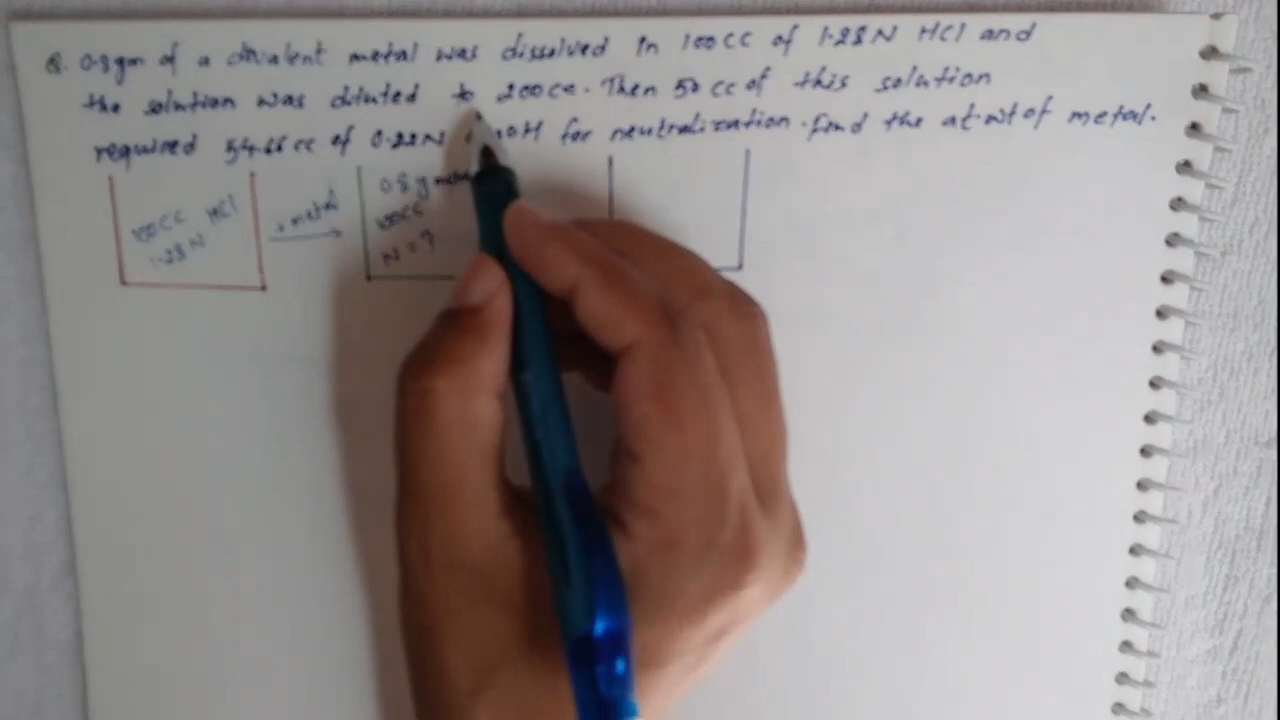 Q. 0.8gm of a divalent metal was dissolved in 100cc of 1.28N HCl and
the solution was diluted to 200cc. Then 50 cc of this solution
required 54.66 cc of 0.22N for neutralization. find the at.wt of metal.
100CC HCl
1.28N
+ metal
0.8 g metal
100CC
N = ?